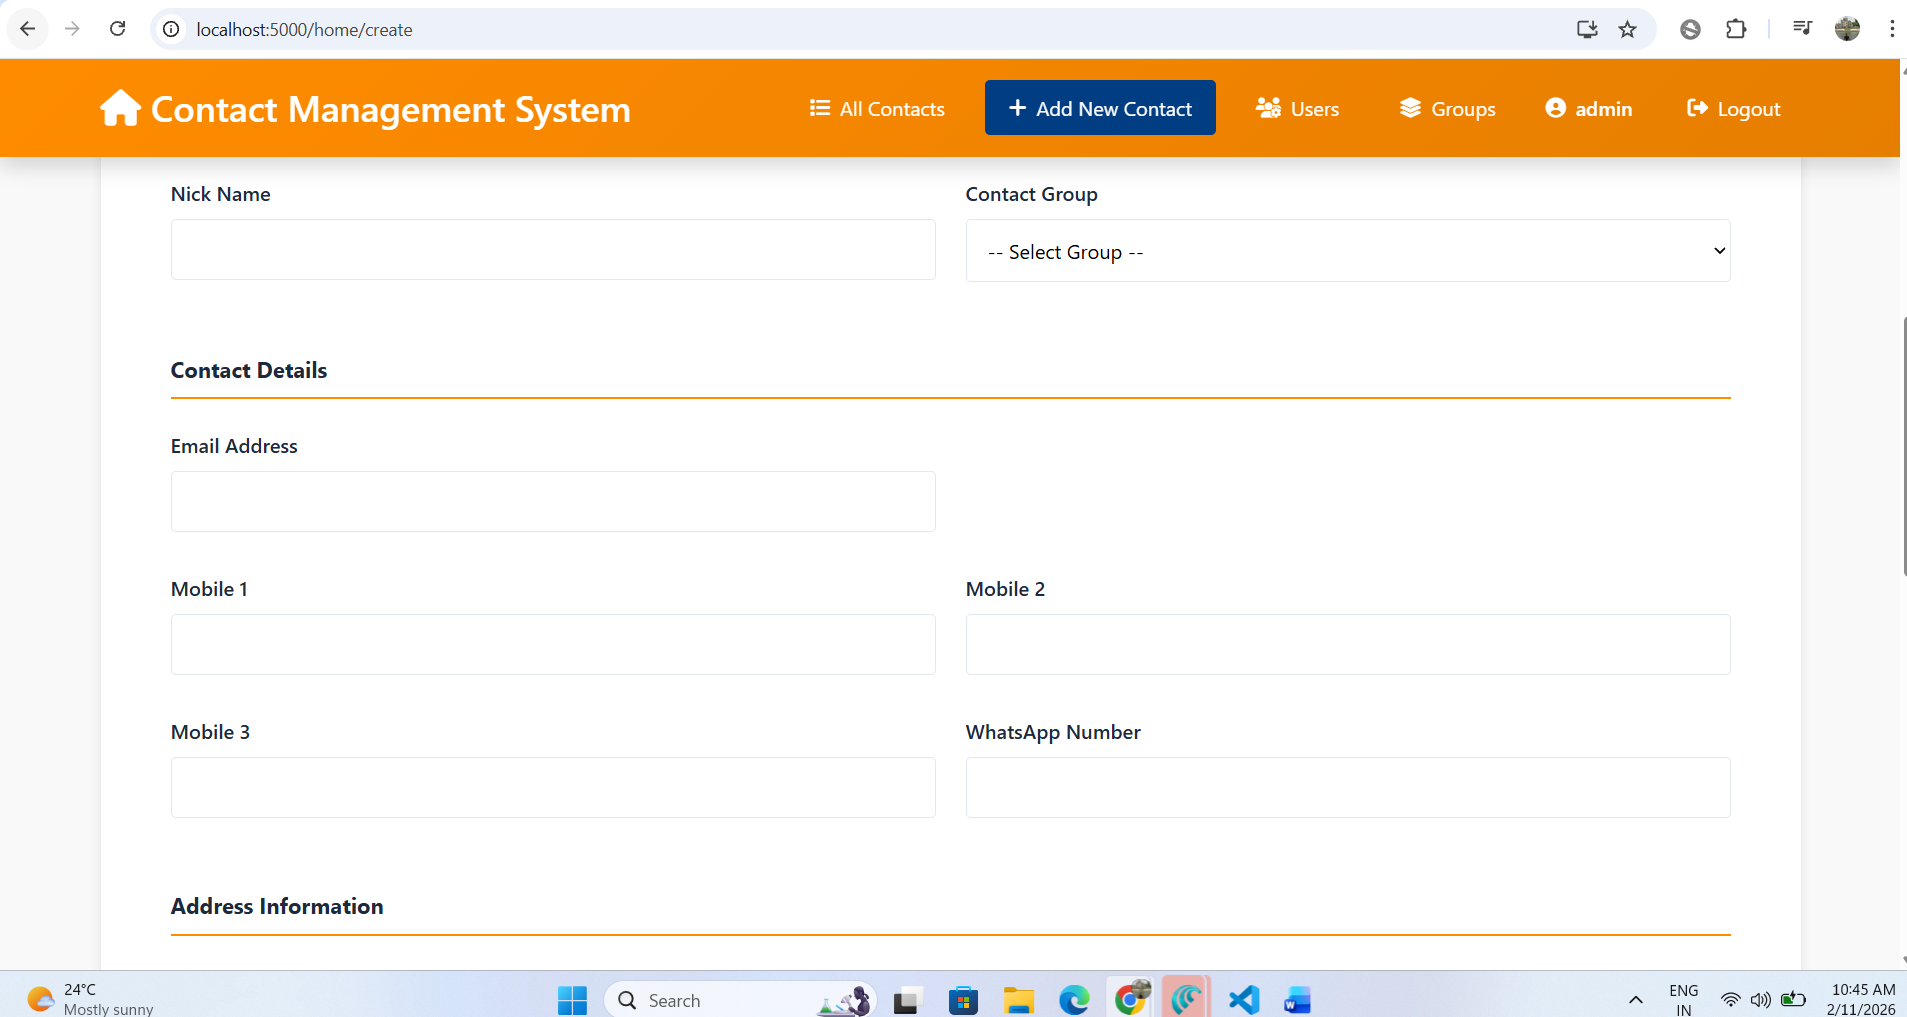 localhost:5000/home/create
Contact Management System
All Contacts
Add New Contact
Users
Groups
admin
Logout
Nick Name
Contact Group
-- Select Group --
Contact Details
Email Address
Mobile 1
Mobile 2
Mobile 3
WhatsApp Number
Address Information
24°C
Mostly sunny
Search
W
ENG
IN
10:45 AM
2/11/2026